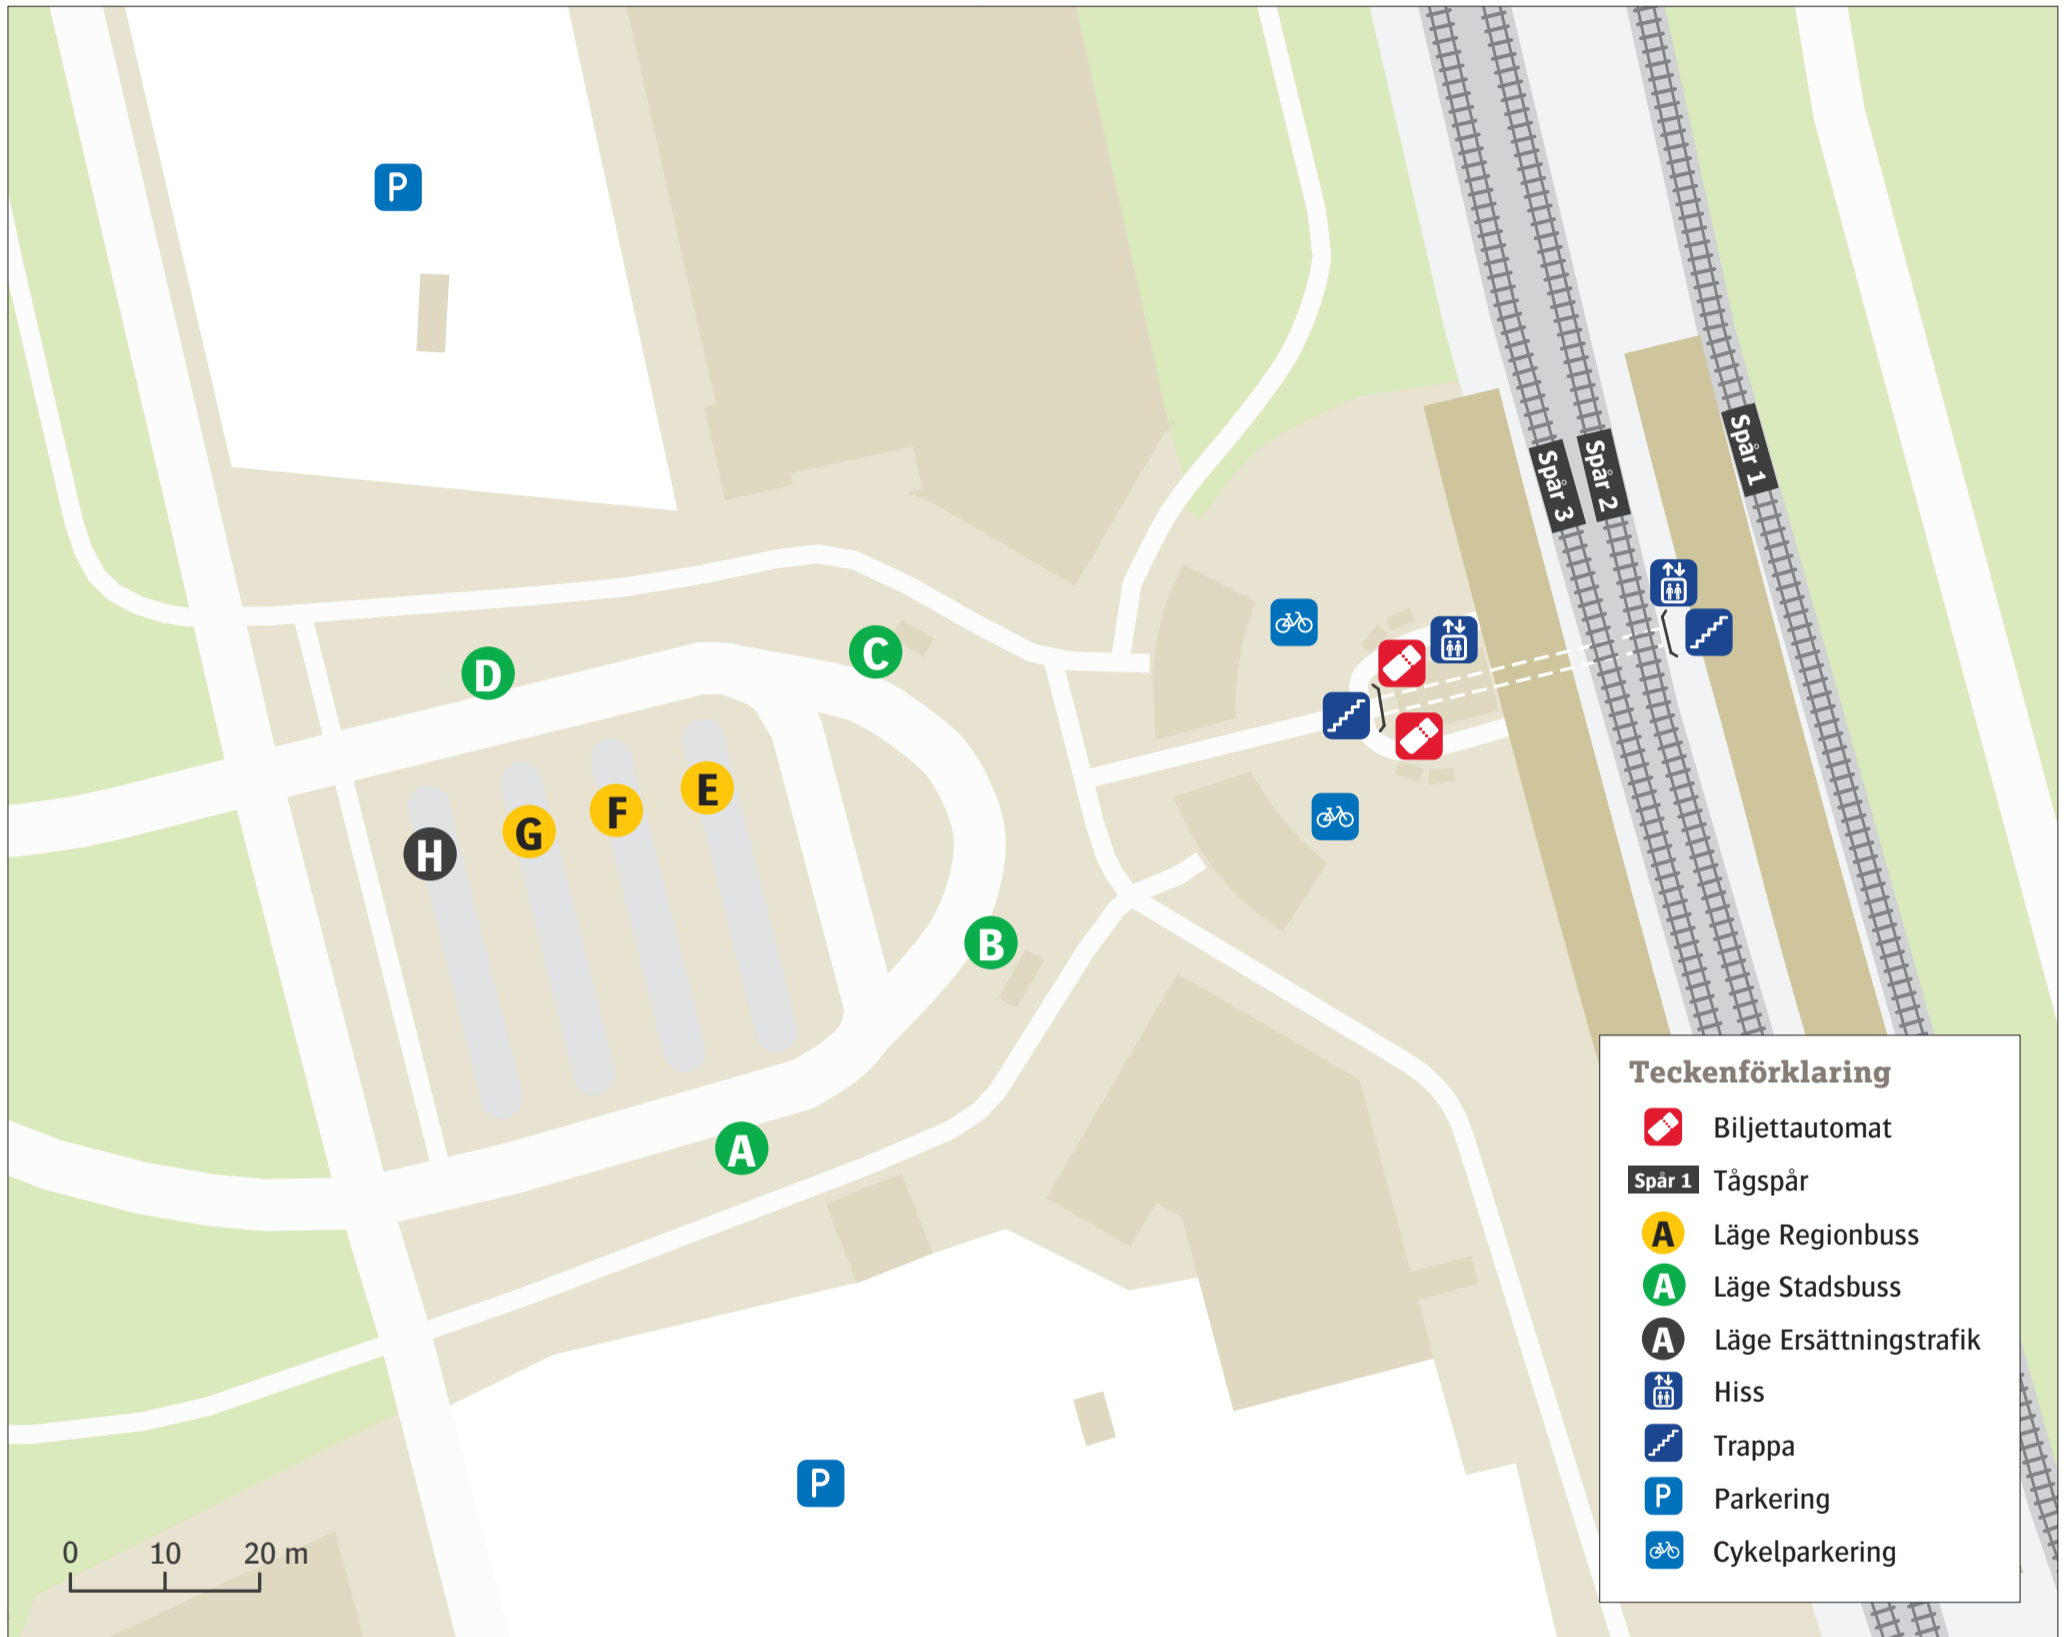 P
Spår 1
Spår 2
Spår 3
C
D
E
F
G
H
B
A
P
Teckenförklaring
Biljettautomat
Spår 1 Tågspår
A Läge Regionbuss
A Läge Stadsbuss
A Läge Ersättningstrafik
Hiss
Trappa
P Parkering
Cykelparkering
0 10 20 m